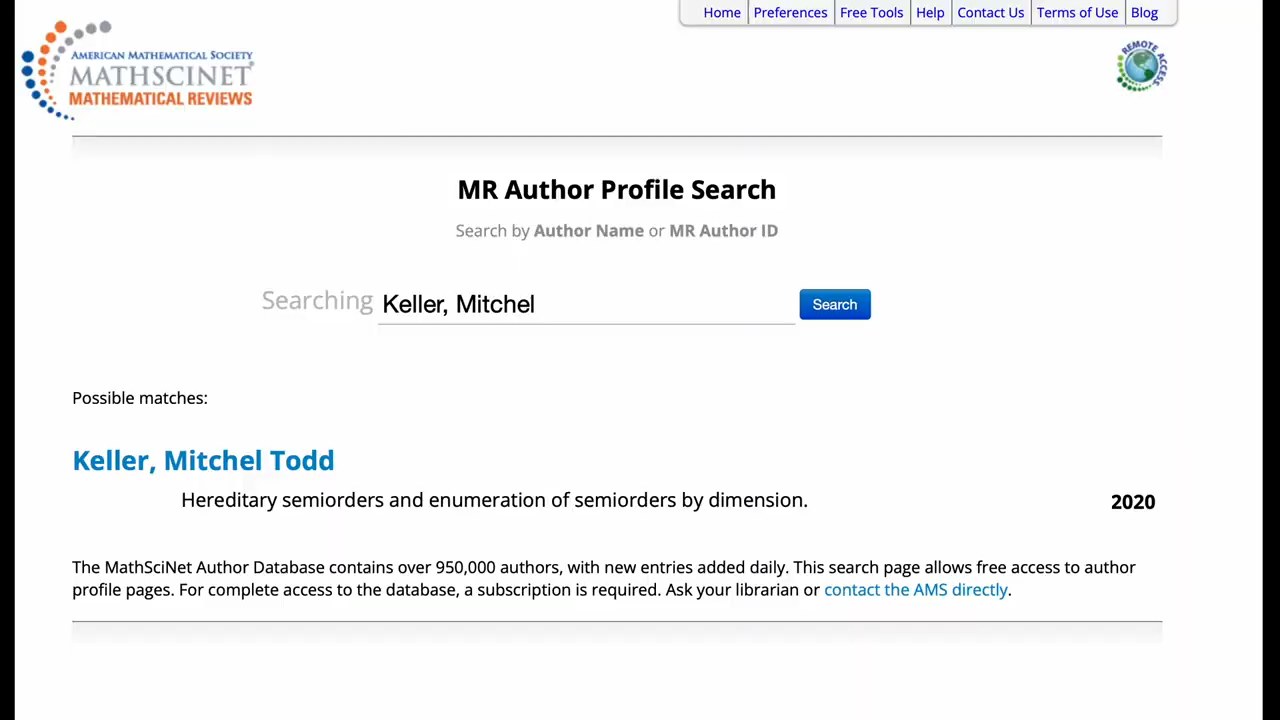 Home Preferences Free Tools Help Contact Us Terms of Use Blog
AMERICAN MATHEMATICAL SOCIETY
MATHSCINET®
MATHEMATICAL REVIEWS
REMOTE ACCESS
MR Author Profile Search
Search by Author Name or MR Author ID
Searching Keller, Mitchel Search
Possible matches:
Keller, Mitchel Todd
Hereditary semiorders and enumeration of semiorders by dimension. 2020
The MathSciNet Author Database contains over 950,000 authors, with new entries added daily. This search page allows free access to author
profile pages. For complete access to the database, a subscription is required. Ask your librarian or contact the AMS directly.